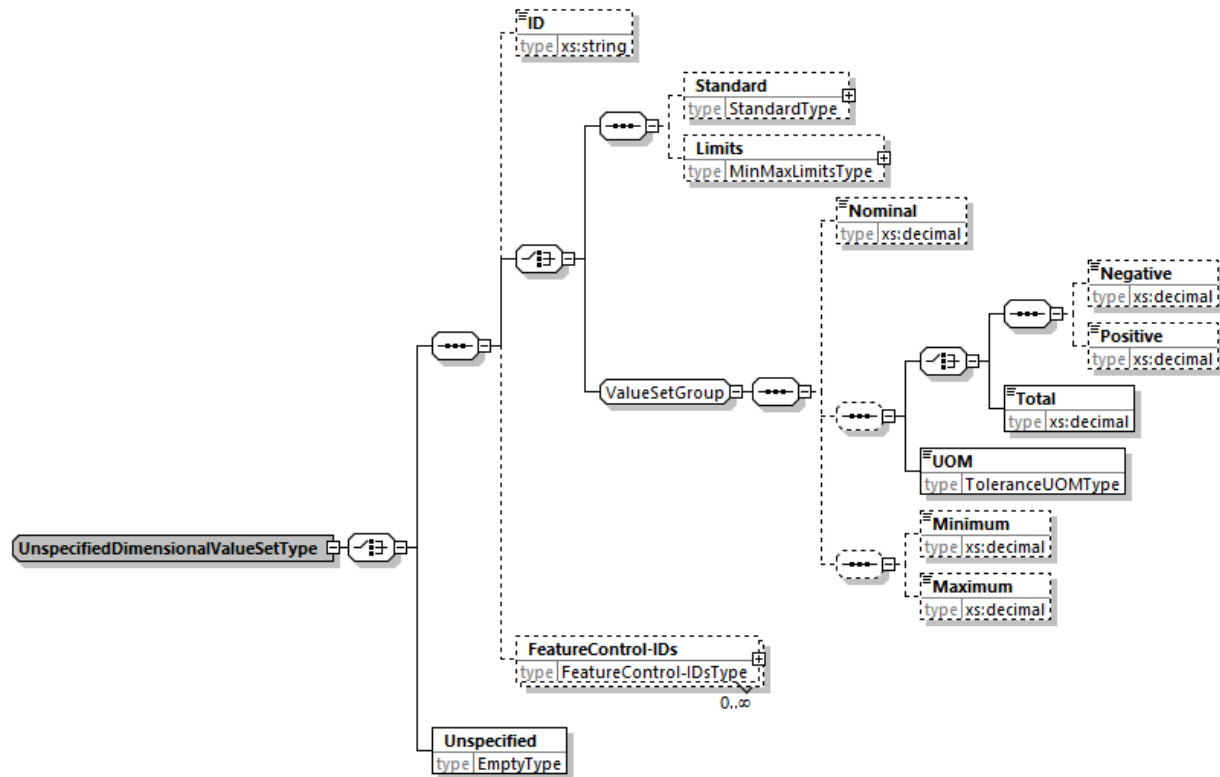 ID
type xs:string
Standard
type StandardType
Limits
type MinMaxLimitsType
Nominal
type xs:decimal
Negative
type xs:decimal
Positive
type xs:decimal
ValueSetGroup
Total
type xs:decimal
UOM
type ToleranceUOMType
UnspecifiedDimensionalValueSetType
Minimum
type xs:decimal
Maximum
type xs:decimal
FeatureControl-IDs
type FeatureControl-IDsType
0..∞
Unspecified
type EmptyType